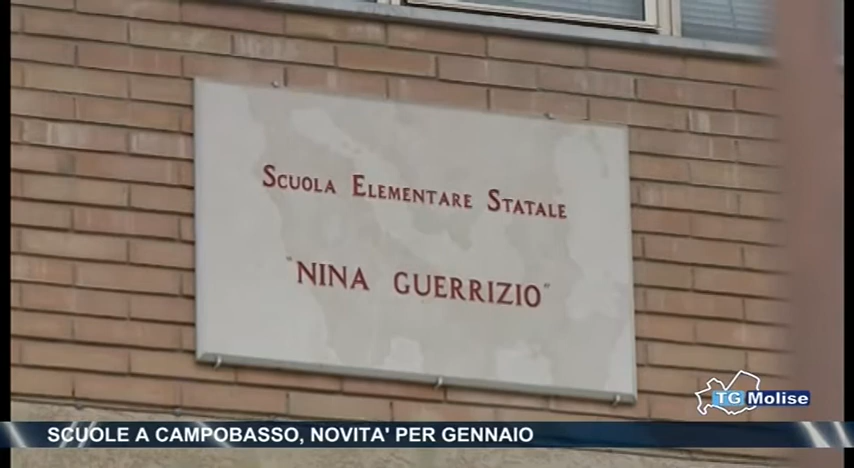 SCUOLA ELEMENTARE STATALE
"NINA GUERRIZIO"
TG Molise
SCUOLE A CAMPOBASSO, NOVITA' PER GENNAIO